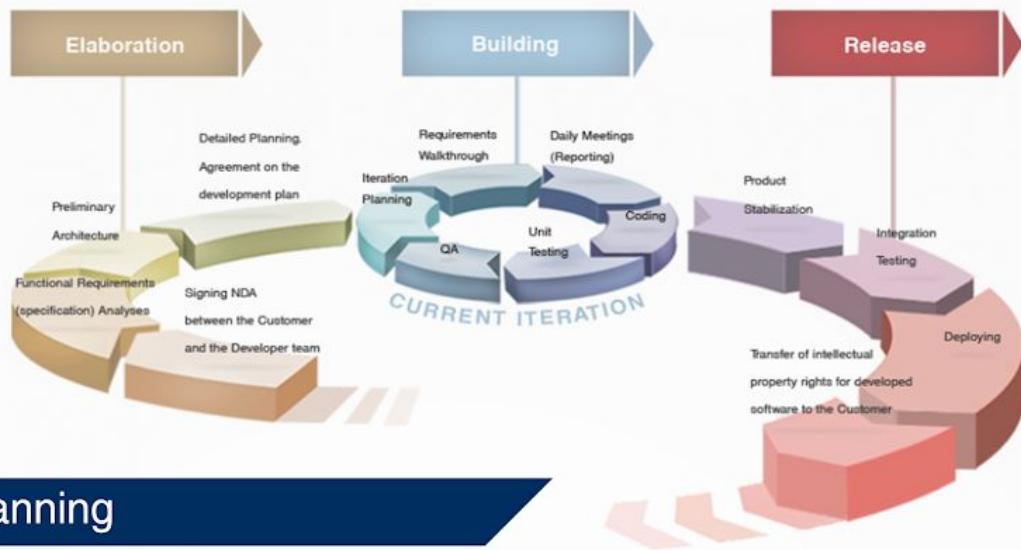 Elaboration
Building
Release
Detailed Planning.
Agreement on the
development plan
Preliminary
Architecture
Functional Requirements
(specification) Analyses
Signing NDA
between the Customer
and the Developer team
Requirements
Walkthrough
Daily Meetings
(Reporting)
Iteration
Planning
Coding
QA
Unit
Testing
CURRENT ITERATION
Product
Stabilization
Integration
Testing
Deploying
Transfer of intellectual
property rights for developed
software to the Customer
anning